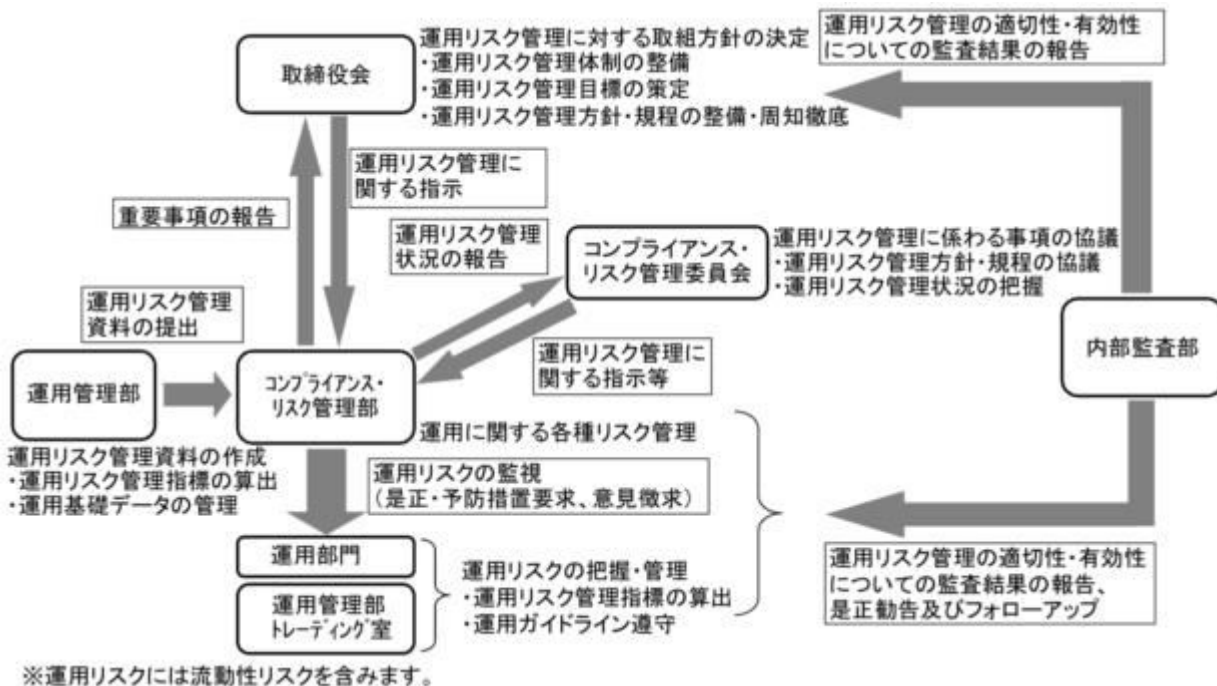 運用リスク管理に対する取組方針の決定
・運用リスク管理体制の整備
・運用リスク管理目標の策定
・運用リスク管理方針・規程の整備・周知徹底
取締役会
運用リスク管理の適切性・有効性
についての監査結果の報告
運用リスク管理に
関する指示
重要事項の報告
運用リスク管理
状況の報告
コンプライアンス・
リスク管理委員会
運用リスク管理に係わる事項の協議
・運用リスク管理方針・規程の協議
・運用リスク管理状況の把握
運用リスク管理
資料の提出
運用リスク管理に
関する指示等
内部監査部
運用管理部
コンプライアンス・
リスク管理部
運用に関する各種リスク管理
運用リスク管理資料の作成
・運用リスク管理指標の算出
・運用基礎データの管理
運用リスクの監視
（是正・予防措置要求、意見徴求）
運用部門
運用管理部
トレーディング室
運用リスクの把握・管理
・運用リスク管理指標の算出
・運用ガイドライン遵守
運用リスク管理の適切性・有効性
についての監査結果の報告、
是正勧告及びフォローアップ
※運用リスクには流動性リスクを含みます。